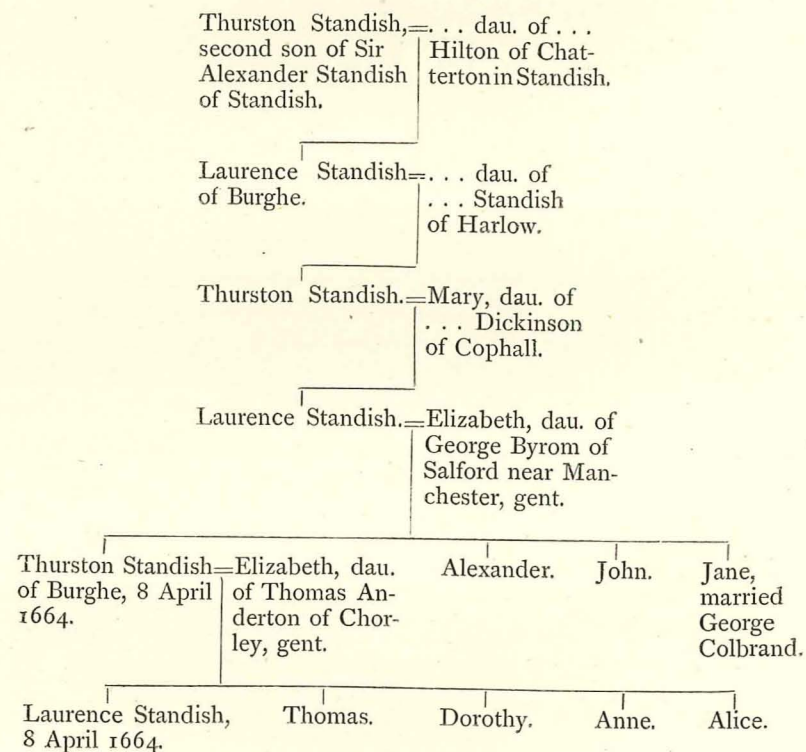 Thurston Standish,=. . . dau. of . . .
second son of Sir Hilton of Chat-
Alexander Standish terton in Standish.
of Standish.
Laurence Standish=. . . dau. of
of Burghe. . . . Standish
of Harlow.
Thurston Standish.=Mary, dau. of
. . . Dickinson
of Cophall.
Laurence Standish.=Elizabeth, dau. of
George Byrom of
Salford near Man-
chester, gent.
Thurston Standish=Elizabeth, dau. Alexander. John. Jane,
of Burghe, 8 April of Thomas An- married
1664. derton of Chor- George
ley, gent. Colbrand.
Laurence Standish, Thomas. Dorothy. Anne. Alice.
8 April 1664.